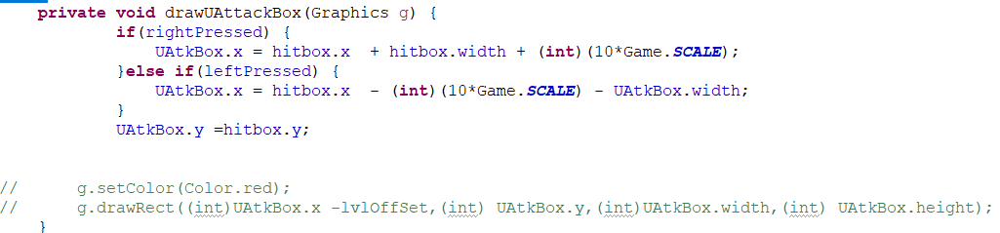 private void drawUAttackBox(Graphics g) {
if(rightPressed) {
UAtkBox.x = hitbox.x  + hitbox.width + (int)(10*Game.SCALE);
}else if(leftPressed) {
UAtkBox.x = hitbox.x  - (int)(10*Game.SCALE) - UAtkBox.width;
}
UAtkBox.y =hitbox.y;
//      g.setColor(Color.red);
//      g.drawRect((int)UAtkBox.x -lvlOffSet,(int) UAtkBox.y,(int)UAtkBox.width,(int) UAtkBox.height);
}